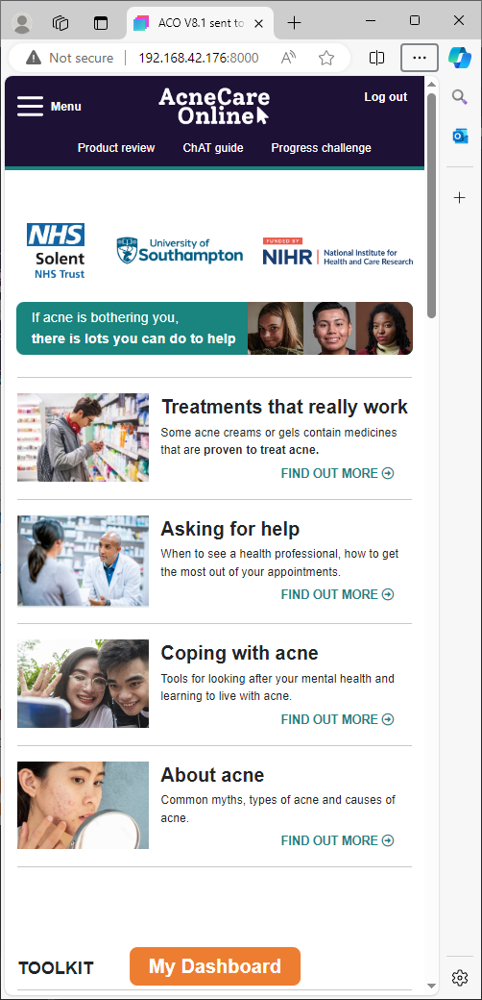 ACO V8.1 sent to
Not secure
192.168.42.176:8000
Menu
AcneCare
Online
Log out
Product review
ChAT guide
Progress challenge
NHS
Solent
NHS Trust
University of
Southampton
FUNDED BY
NIHR
National Institute for
Health and Care Research
If acne is bothering you,
there is lots you can do to help
Treatments that really work
Some acne creams or gels contain medicines
that are proven to treat acne.
FIND OUT MORE
Asking for help
When to see a health professional, how to get
the most out of your appointments.
FIND OUT MORE
Coping with acne
Tools for looking after your mental health and
learning to live with acne.
FIND OUT MORE
About acne
Common myths, types of acne and causes of
acne.
FIND OUT MORE
TOOLKIT
My Dashboard